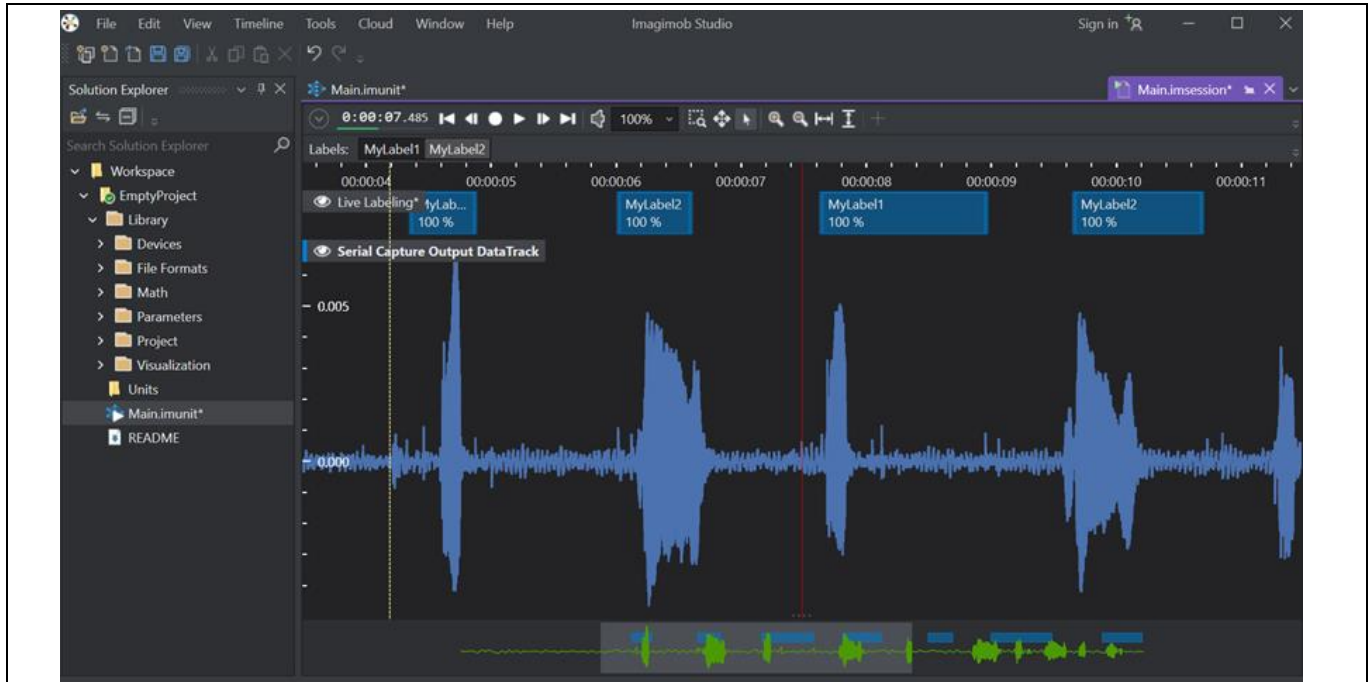 File Edit View Timeline Tools Cloud Window Help Imagimob Studio Sign in
Solution Explorer
Main.imunit*
Main.imsession*
0:00:07.485
100%
Search Solution Explorer
Labels: MyLabel1 MyLabel2
Workspace
EmptyProject
Library
Devices
File Formats
Math
Parameters
Project
Visualization
Units
Main.imunit*
README
00:00:04 00:00:05 00:00:06 00:00:07 00:00:08 00:00:09 00:00:10 00:00:11
Live Labeling*
MyLab...
100 %
MyLabel2
100 %
MyLabel1
100 %
MyLabel2
100 %
Serial Capture Output DataTrack
0.005
0.000